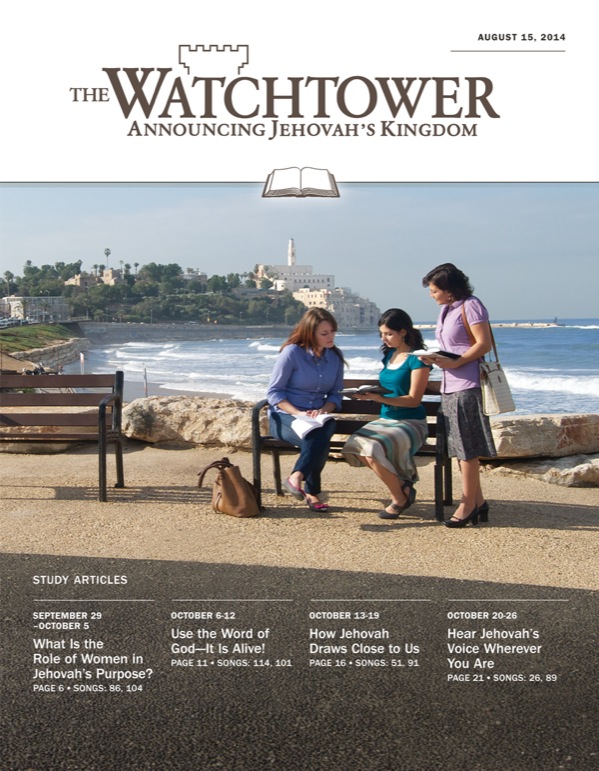 AUGUST 15, 2014
THE WATCHTOWER
ANNOUNCING JEHOVAH'S KINGDOM
STUDY ARTICLES
SEPTEMBER 29
–OCTOBER 5
What Is the
Role of Women in
Jehovah's Purpose?
PAGE 6 • SONGS: 86, 104
OCTOBER 6-12
Use the Word of
God—It Is Alive!
PAGE 11 • SONGS: 114, 101
OCTOBER 13-19
How Jehovah
Draws Close to Us
PAGE 16 • SONGS: 51, 91
OCTOBER 20-26
Hear Jehovah's
Voice Wherever
You Are
PAGE 21 • SONGS: 26, 89